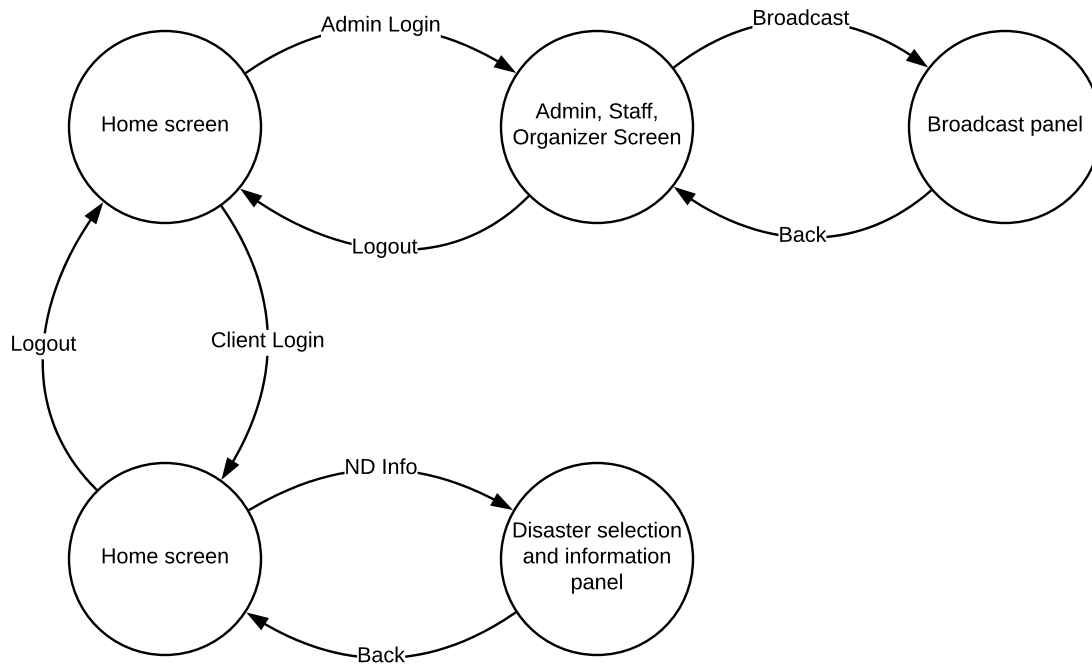 Admin Login
Broadcast
Home screen
Admin, Staff,
Organizer Screen
Broadcast panel
Logout
Back
Logout
Client Login
ND Info
Home screen
Disaster selection
and information
panel
Back